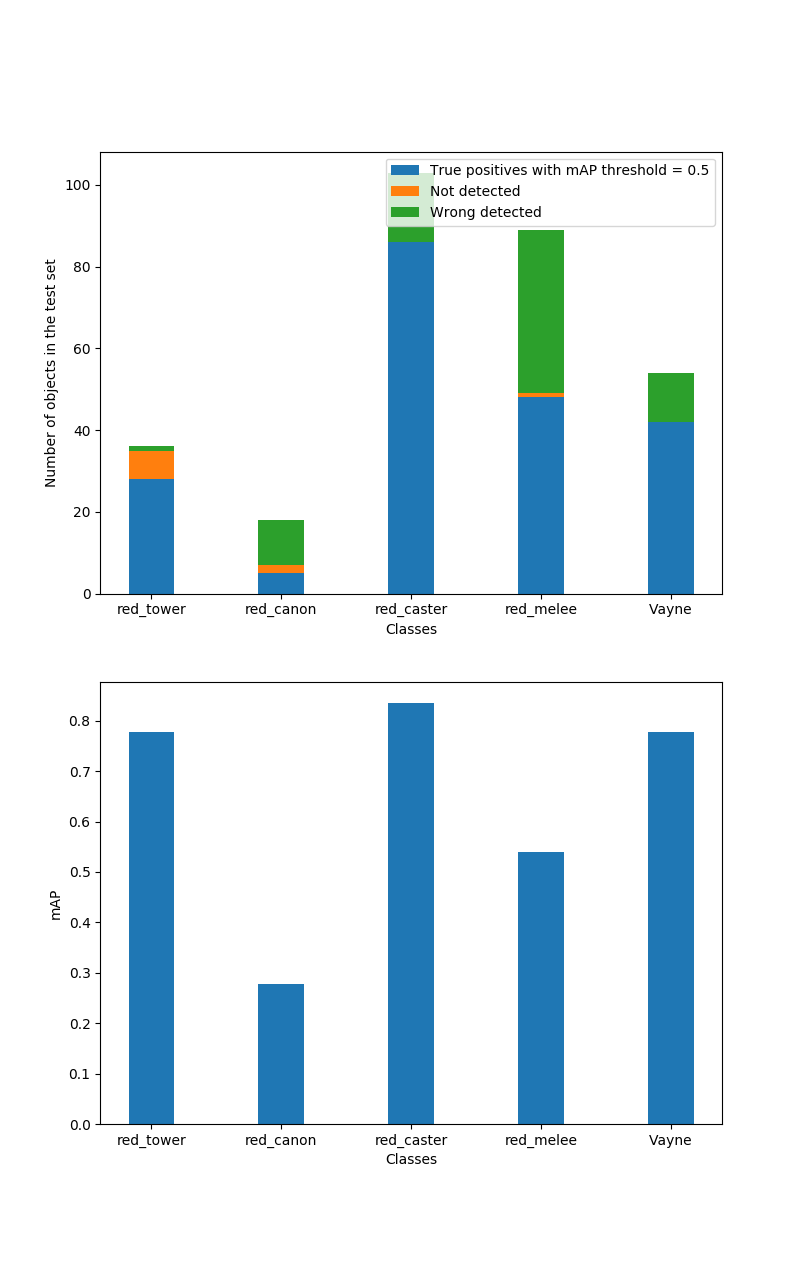 True positives with mAP threshold = 0.5
Not detected
Wrong detected
100
80
60
40
20
0
Number of objects in the test set
red_tower red_canon red_caster red_melee Vayne
Classes
0.8
0.7
0.6
0.5
0.4
0.3
0.2
0.1
0.0
mAP
red_tower red_canon red_caster red_melee Vayne
Classes